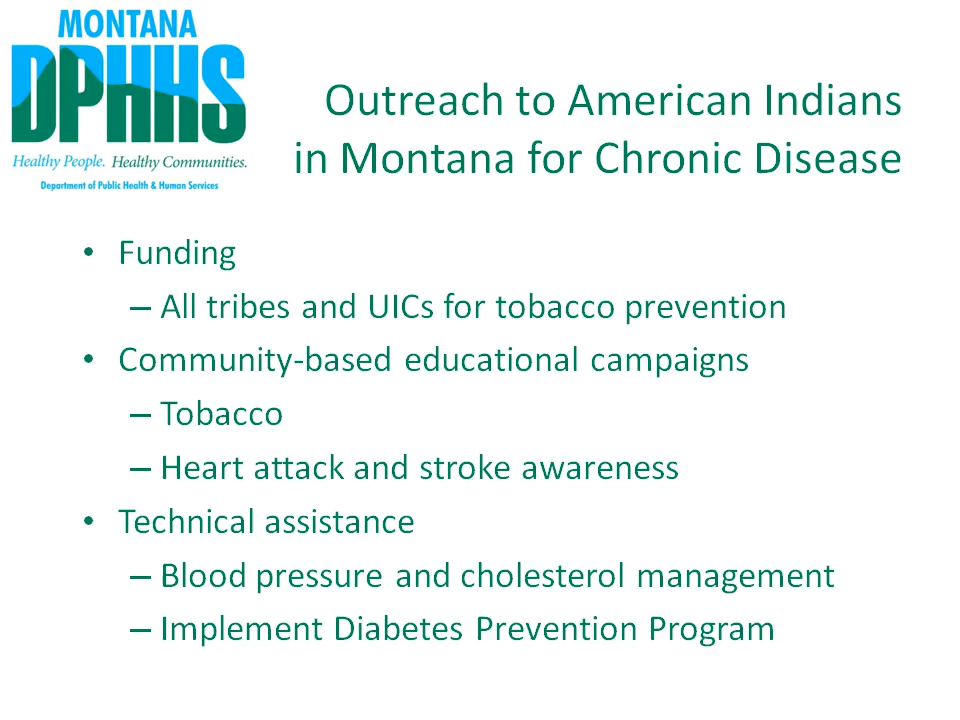 MONTANA
DPHHS
Healthy People. Healthy Communities.
Department of Public Health & Human Services
Outreach to American Indians
in Montana for Chronic Disease
• Funding
– All tribes and UICs for tobacco prevention
• Community-based educational campaigns
– Tobacco
– Heart attack and stroke awareness
• Technical assistance
– Blood pressure and cholesterol management
– Implement Diabetes Prevention Program